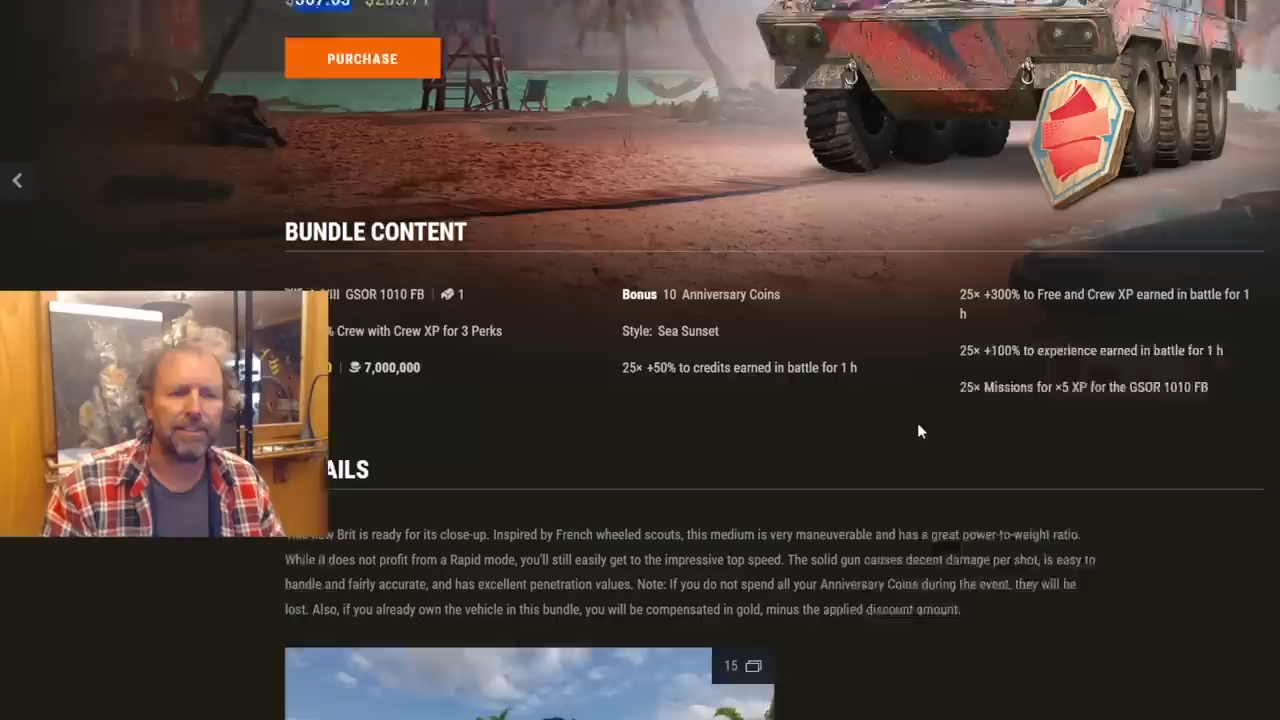 PURCHASE
BUNDLE CONTENT
GSOR 1010 FB | 1
Bonus 10 Anniversary Coins
25× +300% to Free and Crew XP earned in battle for 1
h
% Crew with Crew XP for 3 Perks
Style: Sea Sunset
25× +100% to experience earned in battle for 1 h
| 7,000,000
25× +50% to credits earned in battle for 1 h
25× Missions for ×5 XP for the GSOR 1010 FB
AILS
Brit is ready for its close-up. Inspired by French wheeled scouts, this medium is very maneuverable and has a great power-to-weight ratio.
While it does not profit from a Rapid mode, you'll still easily get to the impressive top speed. The solid gun causes decent damage per shot, is easy to
handle and fairly accurate, and has excellent penetration values. Note: If you do not spend all your Anniversary Coins during the event, they will be
lost. Also, if you already own the vehicle in this bundle, you will be compensated in gold, minus the applied discount amount.
15